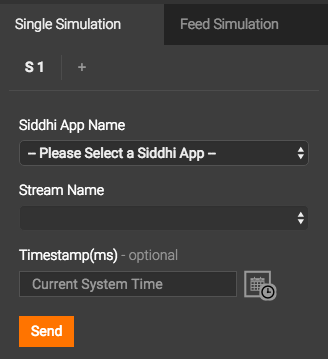 Single Simulation Feed Simulation
S 1 +
Siddhi App Name
-- Please Select a Siddhi App --
Stream Name
Timestamp(ms) - optional
Current System Time
Send